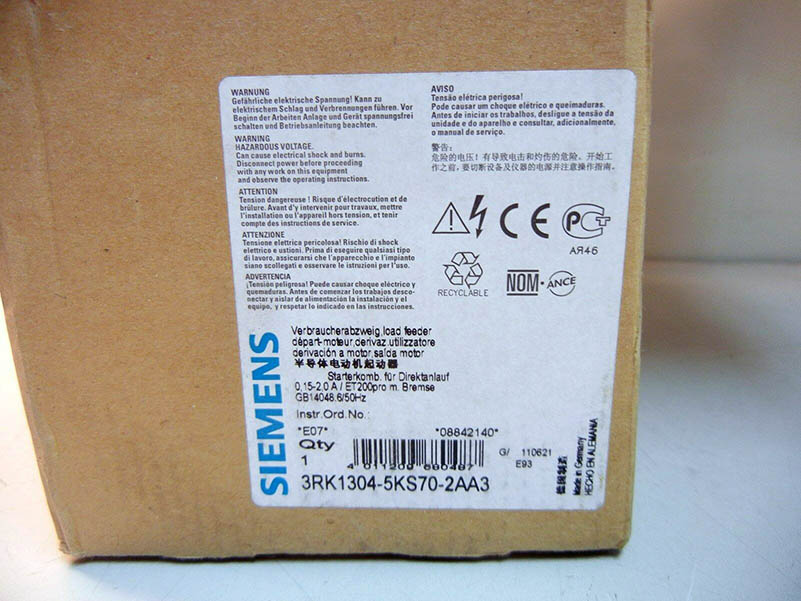 WARNUNG
Gefährliche elektrische Spannung! Kann zu
elektrischem Schlag und Verbrennungen führen. Vor
Beginn der Arbeiten Anlage und Gerät spannungsfrei
schalten und Betriebsanleitung beachten.
WARNING
HAZARDOUS VOLTAGE.
Can cause electrical shock and burns.
Disconnect power before proceeding
with any work on this equipment
and observe the operating instructions.
ATTENTION
Tension dangereuse ! Risque d'électrocution et de
brûlure. Avant d'y intervenir pour travaux, mettre
l'installation ou l'appareil hors tension, et tenir
compte des instructions de service.
ATTENZIONE
Tensione elettrica pericolosa! Rischio di shock
elettrico e ustioni. Prima di eseguire qualsiasi tipo
di lavoro, assicurarsi che l'apparecchio e l'impianto
siano scollegati e osservare le istruzioni per l'uso.
ADVERTENCIA
¡Tensión peligrosa! Puede causar choque eléctrico y
quemaduras. Antes de comenzar los trabajos desco-
nectar y aislar de alimentación la instalación y el
equipo, y respetar lo indicado en las instrucciones.
AVISO
Tensão elétrica perigosa!
Pode causar um choque elétrico e queimaduras.
Antes de iniciar os trabalhos, desligue a tensão da
unidade e do aparelho e consultar, adicionalmente,
o manual de serviço.
警告:
危险的电压! 有导致电击和灼伤的危险。开始工
作之前,要切断设备及仪器的电源并注意操作指南。
CE
РСТ
АЯ46
RECYCLABLE
NOM-ANCE
SIEMENS
Verbraucherabzweig,load feeder
départ-moteur,derivaz.utilizzatore
derivación a motor,saída motor
半导体电动机起动器
Starterkomb. für Direktanlauf
0,15-2,0 A / ET200pro m. Bremse
GB14048.6/50Hz
Instr.Ord.No.:
*E07* *08842140*
Qty
1
G/ 110621
E93
3RK1304-5KS70-2AA3
德国制造
Made in Germany
HECHO EN ALEMANIA